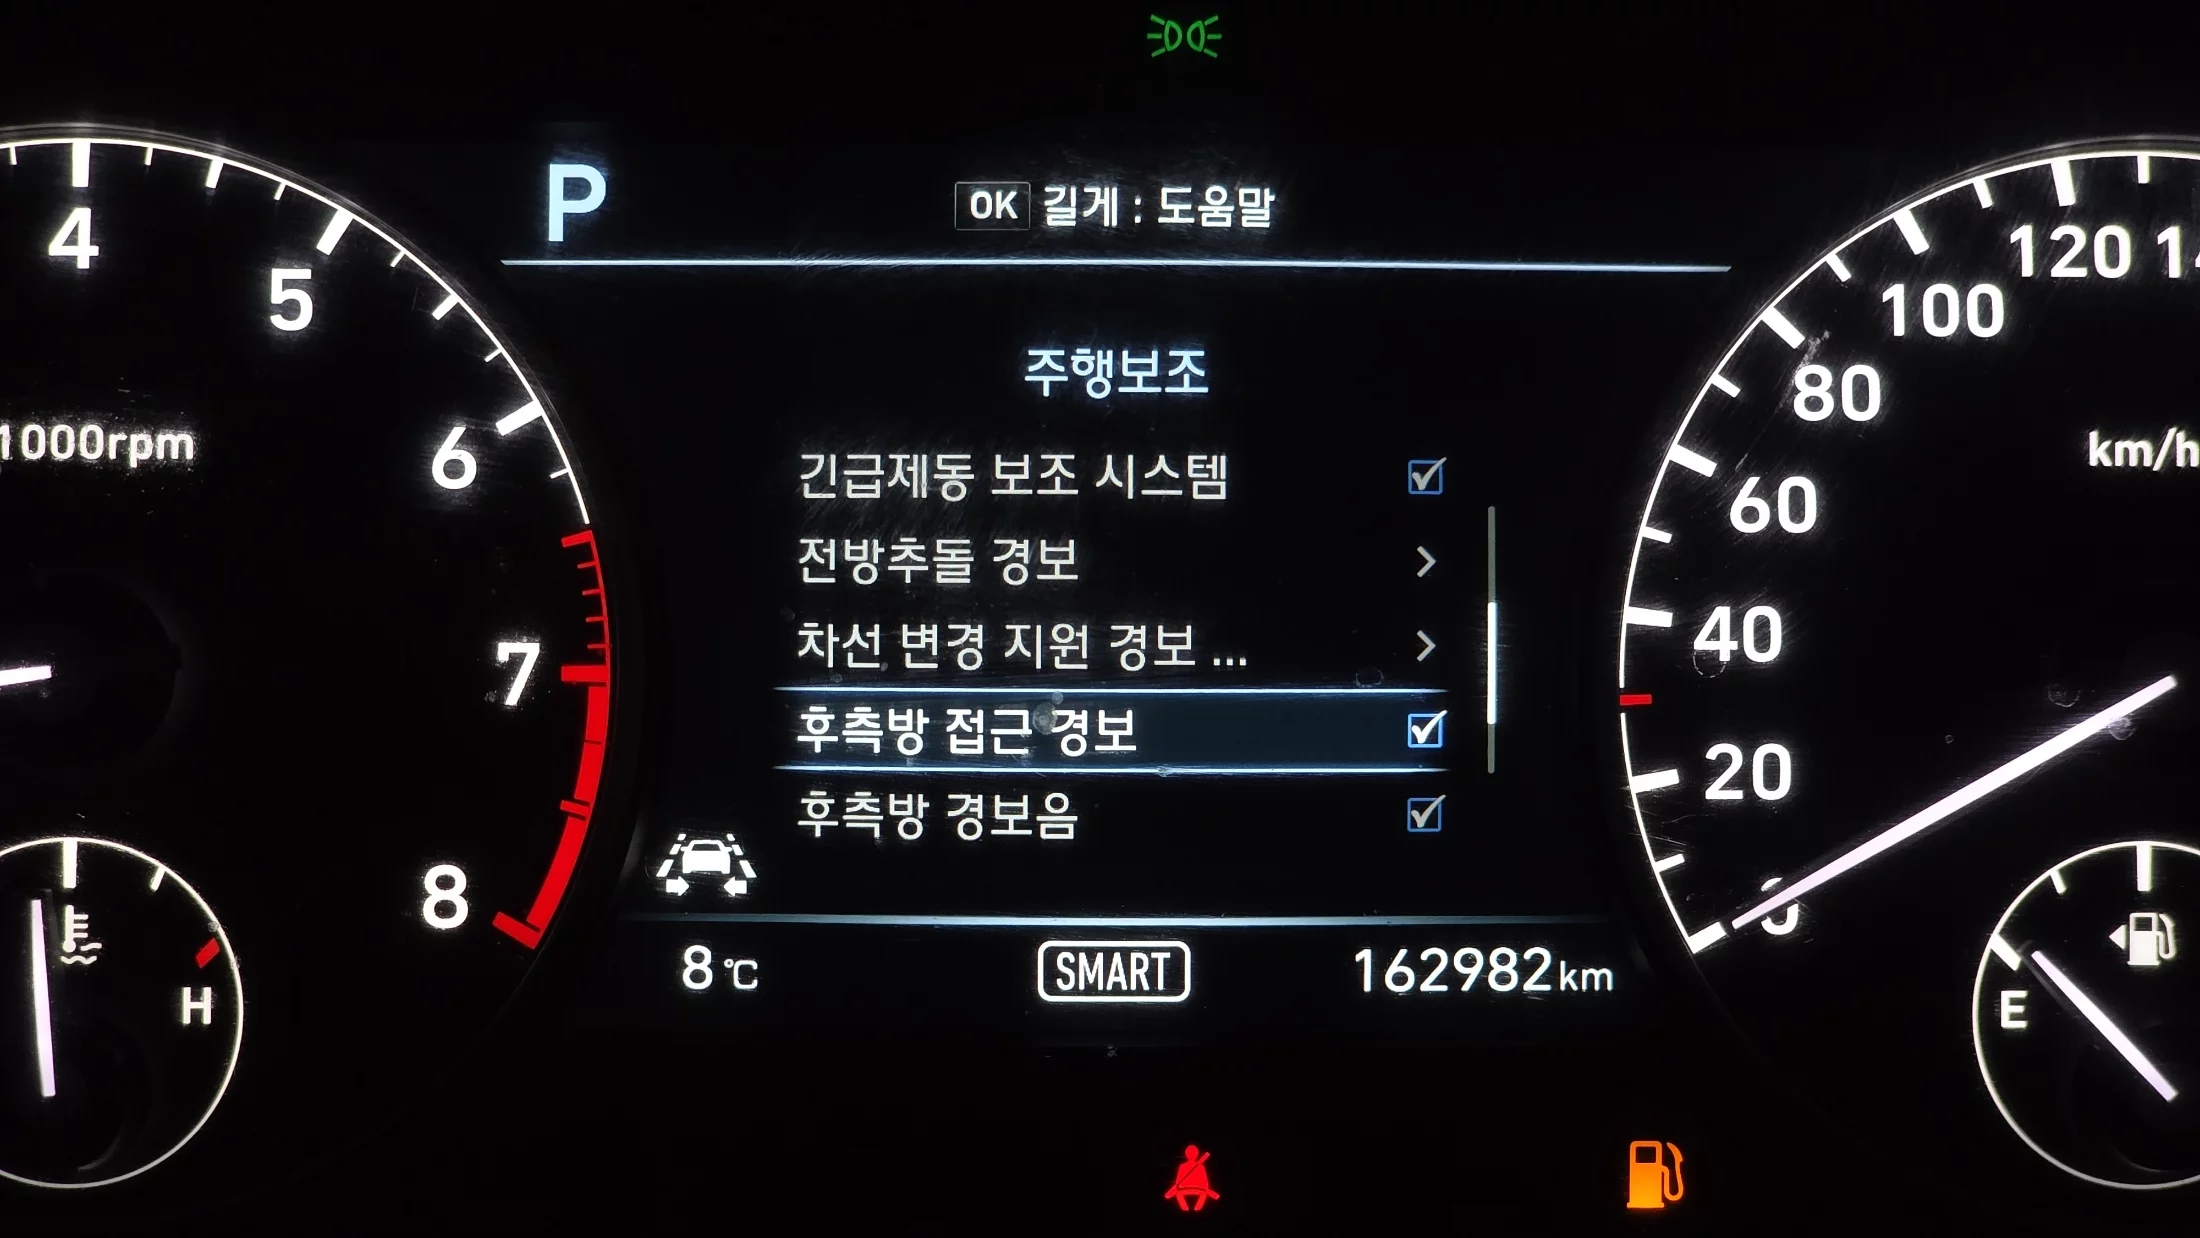 P
OK 길게 : 도움말
4
5
6
7
8
1000rpm
H
주행보조
긴급제동 보조 시스템
전방추돌 경보
차선 변경 지원 경보 ...
후측방 접근 경보
후측방 경보음
8℃
SMART
162982km
120
100
80
60
40
20
km/h
E